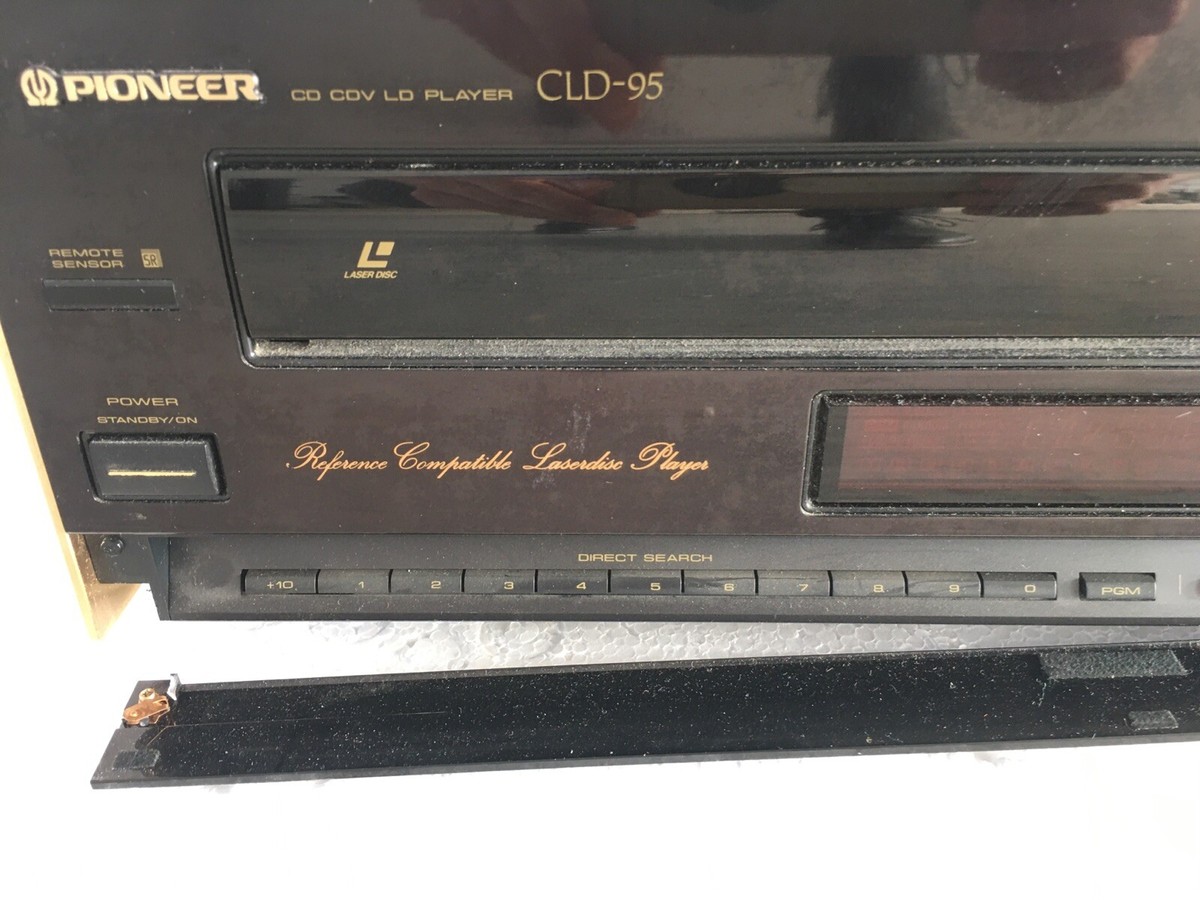 PIONEER CD CDV LD PLAYER CLD-95
LASER DISC
REMOTE
SENSOR SR
POWER
STANDBY/ON
Reference Compatible Laserdisc Player
DIRECT SEARCH
+10 1 2 3 4 5 6 7 8 9 0 PGM